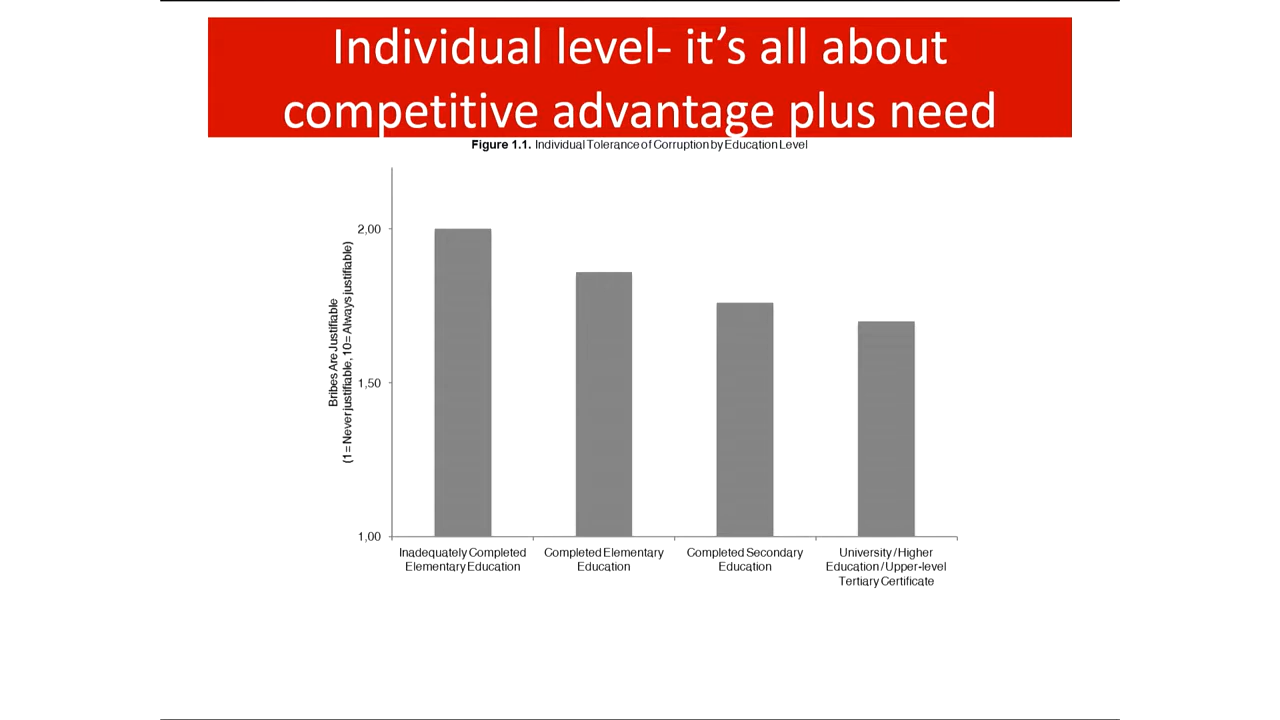 Individual level- it’s all about
competitive advantage plus need
Figure 1.1. Individual Tolerance of Corruption by Education Level
Bribes Are Justifiable
(1 = Never justifiable, 10 = Always justifiable)
2,00
1,50
1,00
Inadequately Completed
Elementary Education
Completed Elementary
Education
Completed Secondary
Education
University / Higher
Education / Upper-level
Tertiary Certificate